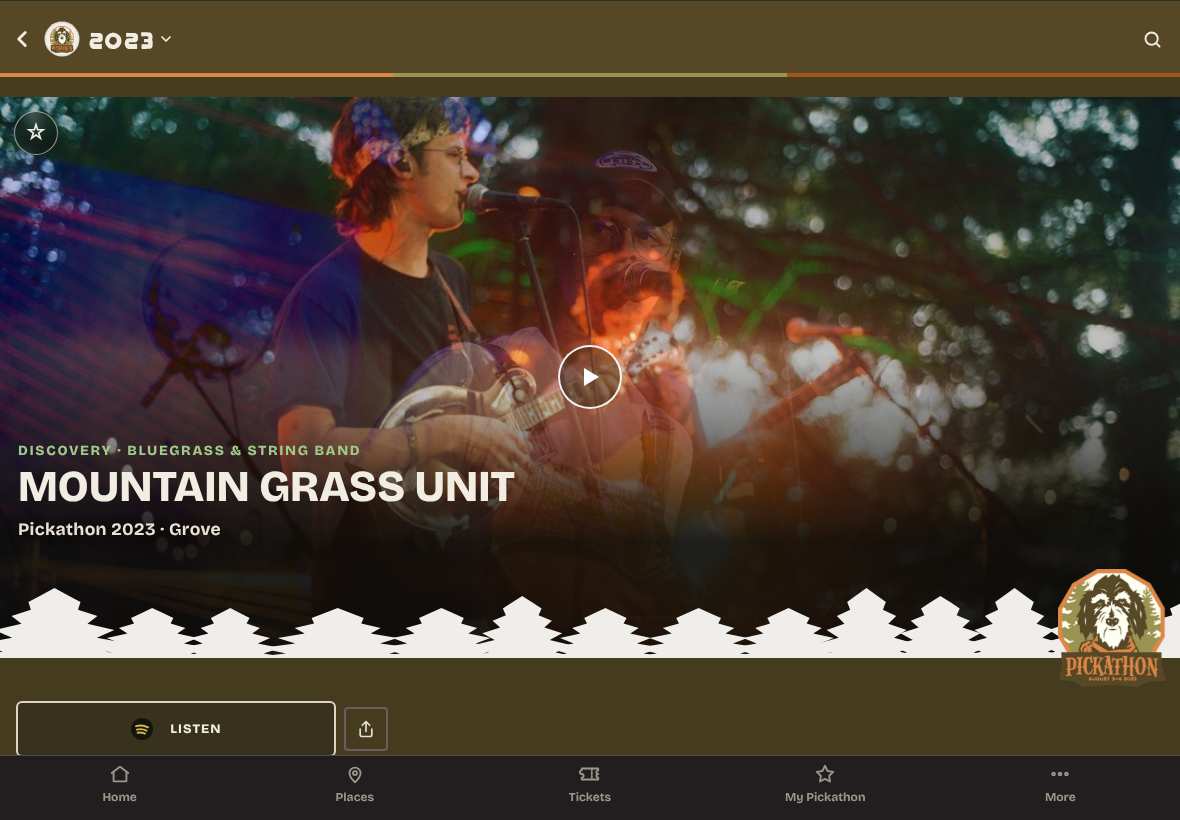 2023
DISCOVERY · BLUEGRASS & STRING BAND
MOUNTAIN GRASS UNIT
Pickathon 2023 · Grove
PICKATHON
LISTEN
Home
Places
Tickets
My Pickathon
More